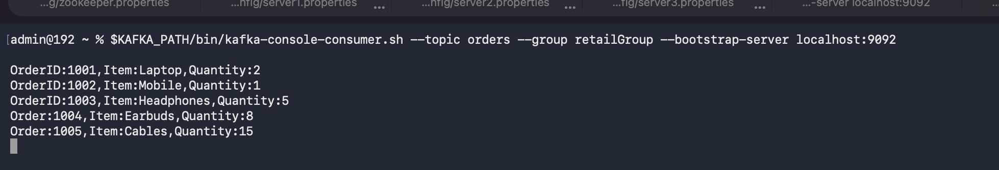 ...g/zookeeper.properties ...nfig/server1.properties ... ...nfig/server2.properties ... ...fig/server3.properties ... ...-server localhost:9092 ...
[admin@192 ~ % $KAFKA_PATH/bin/kafka-console-consumer.sh --topic orders --group retailGroup --bootstrap-server localhost:9092
OrderID:1001,Item:Laptop,Quantity:2
OrderID:1002,Item:Mobile,Quantity:1
OrderID:1003,Item:Headphones,Quantity:5
Order:1004,Item:Earbuds,Quantity:8
Order:1005,Item:Cables,Quantity:15